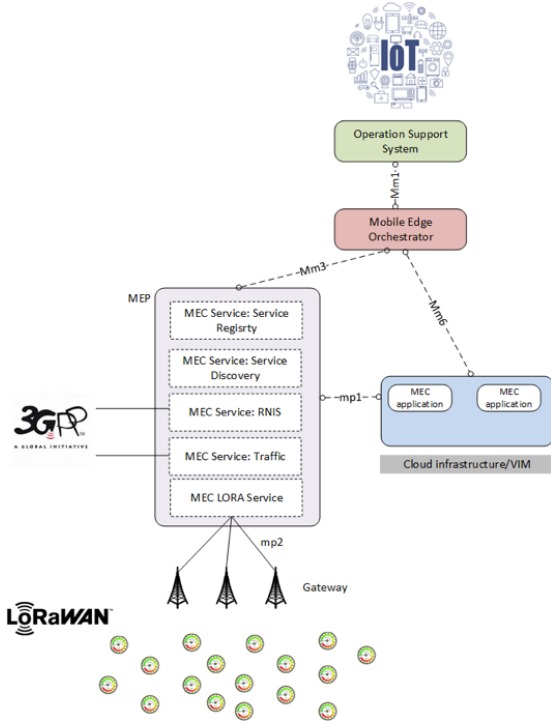 IoT
Operation Support
System
Mm1
Mobile Edge
Orchestrator
Mm3
Mm6
MEP
MEC Service: Service
Regisrty
MEC Service: Service
Discovery
MEC Service: RNIS
MEC Service: Traffic
MEC LORA Service
3GPP™
A GLOBAL INITIATIVE
mp1
MEC
application
MEC
application
Cloud infrastructure/VIM
mp2
Gateway
LoRaWAN™